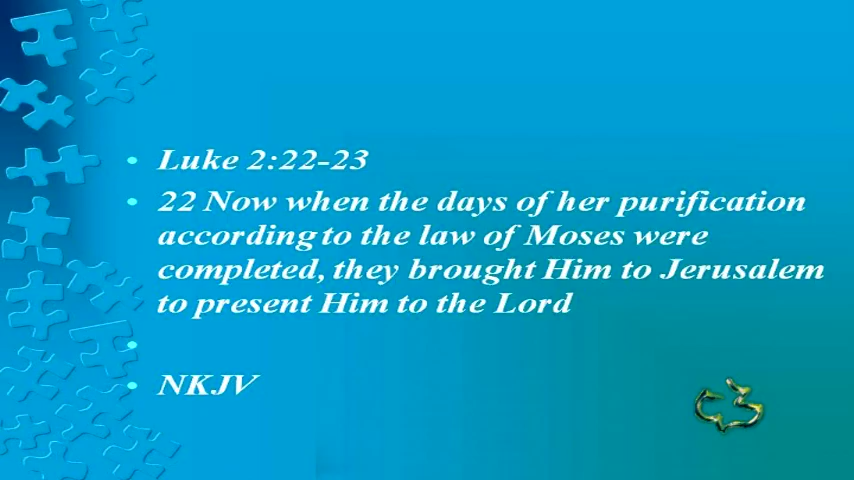 Luke 2:22-23
22 Now when the days of her purification
according to the law of Moses were
completed, they brought Him to Jerusalem
to present Him to the Lord
NKJV